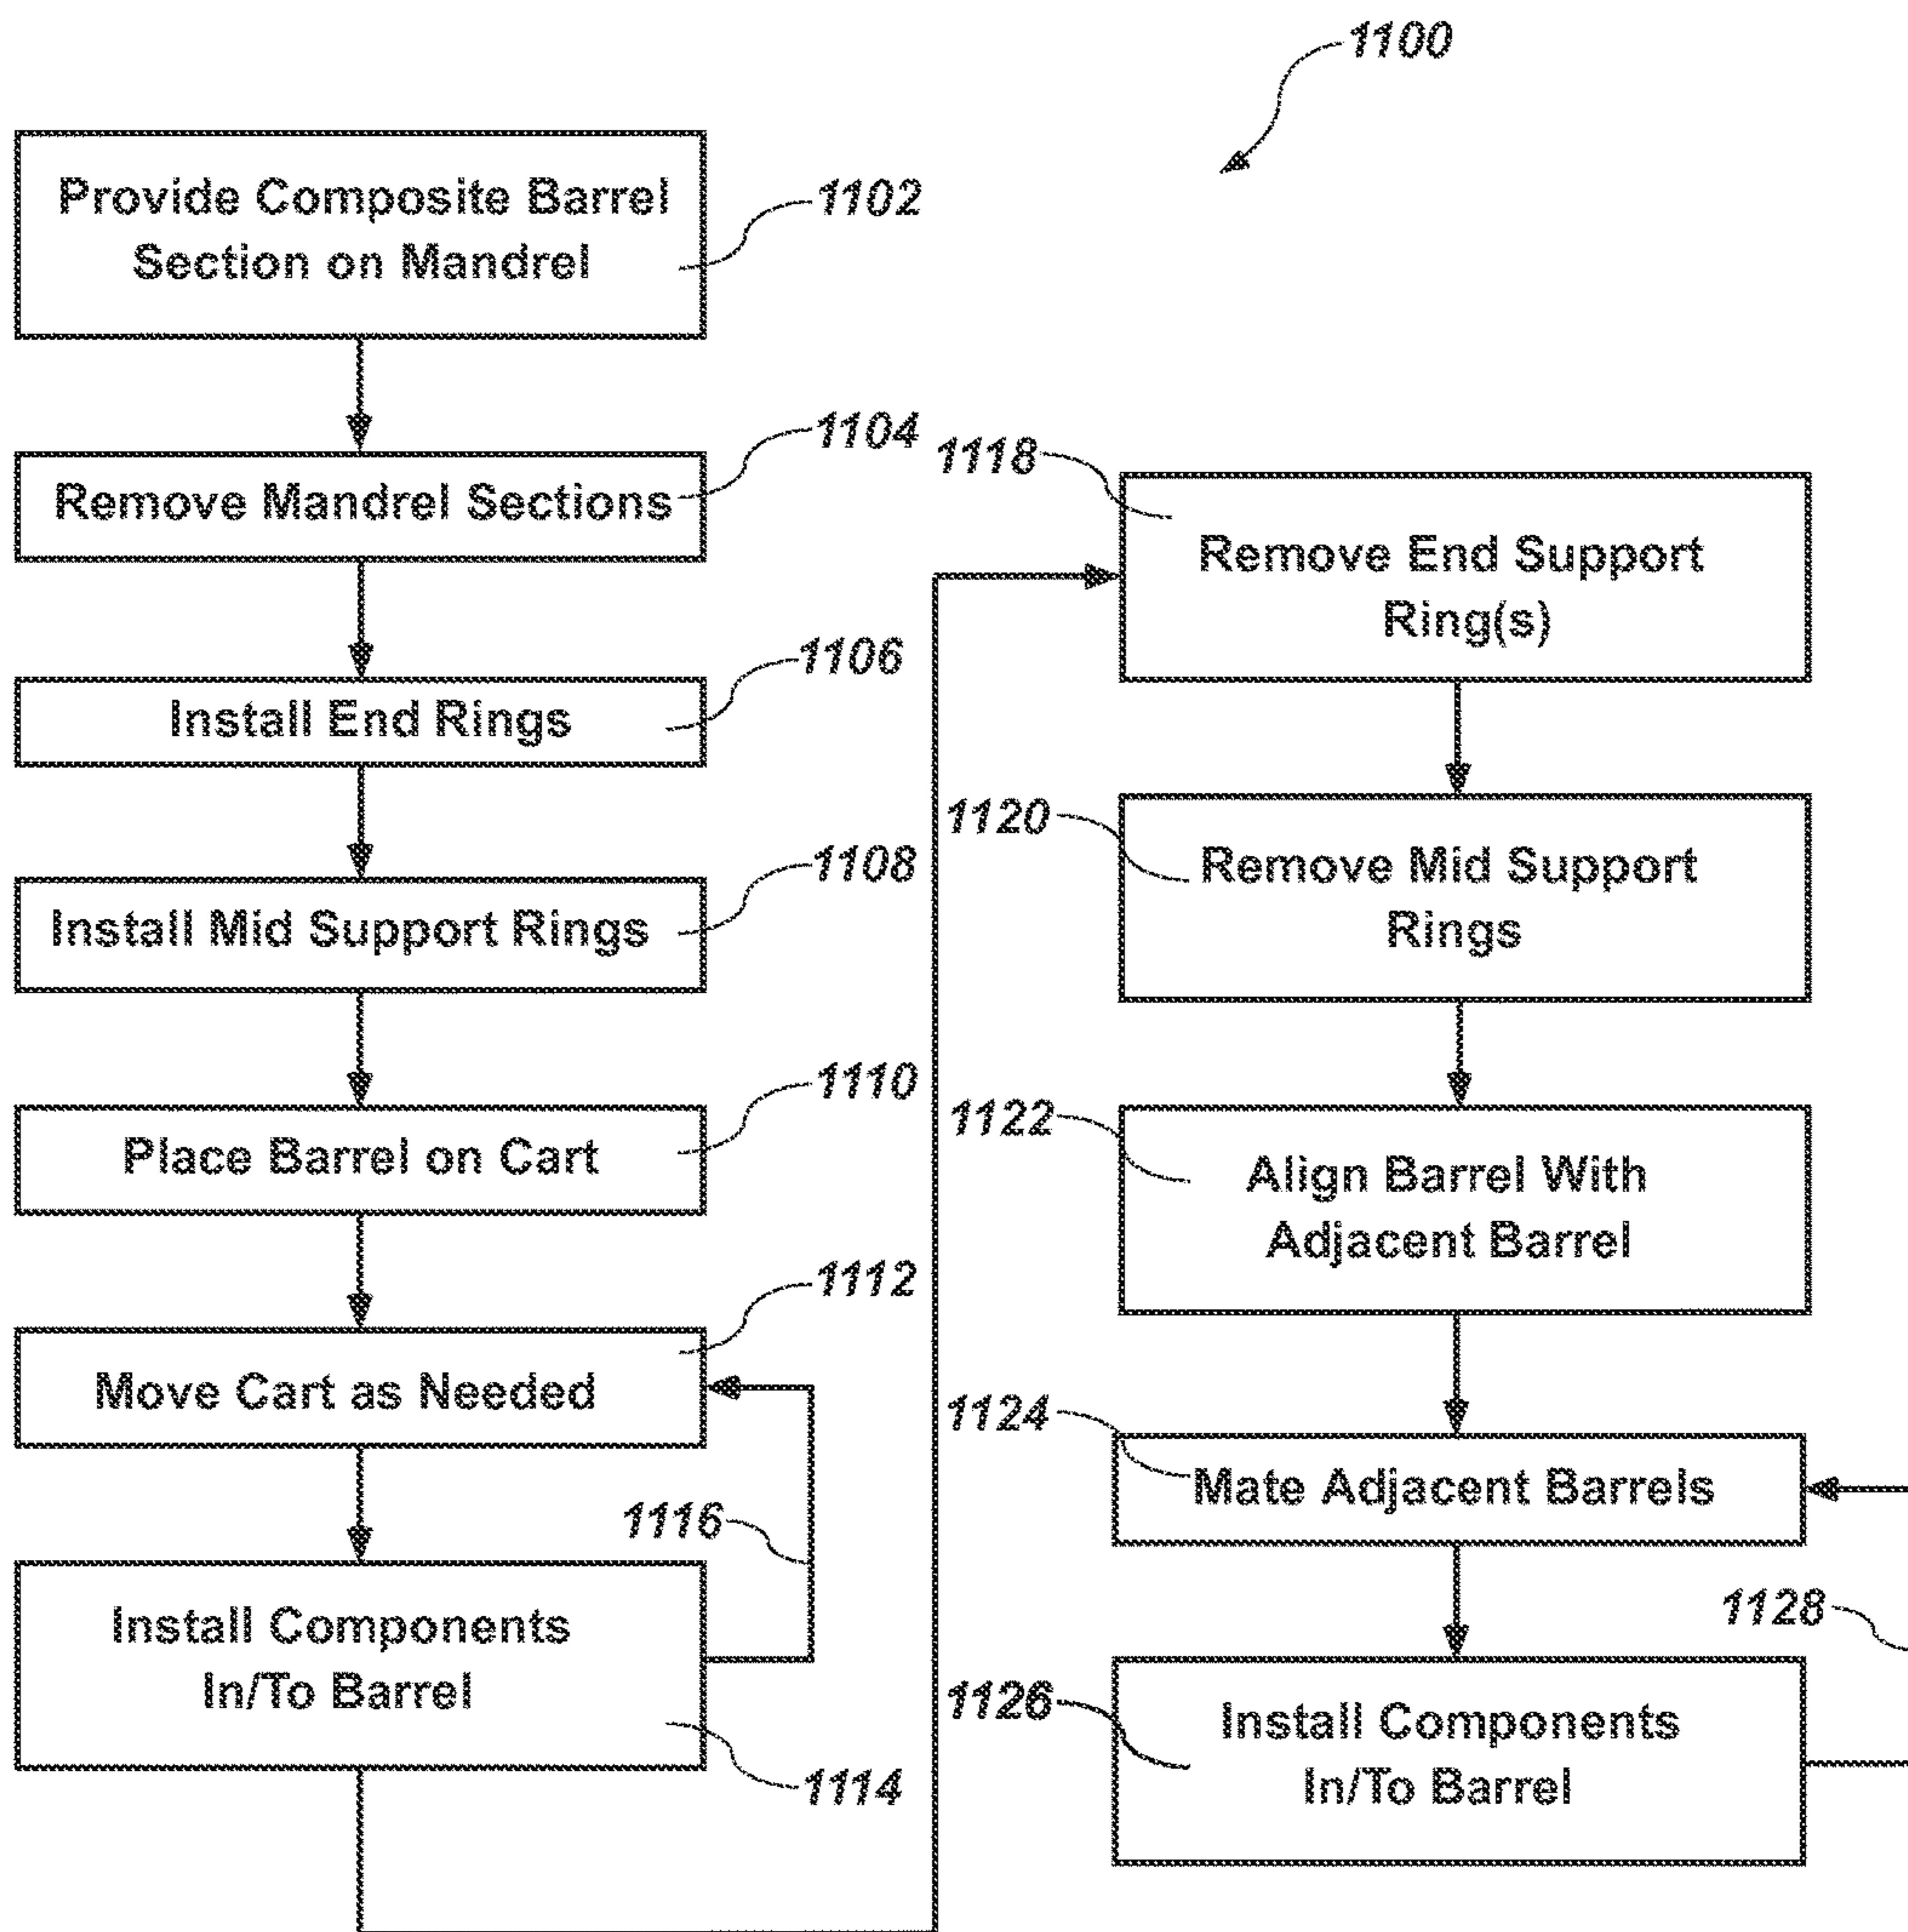 1100
Provide Composite Barrel
Section on Mandrel
1102
Remove Mandrel Sections
1104
Install End Rings
1106
Install Mid Support Rings
1108
Place Barrel on Cart
1110
Move Cart as Needed
1112
1116
Install Components
In/To Barrel
1114
1118
Remove End Support
Ring(s)
1120
Remove Mid Support
Rings
1122
Align Barrel With
Adjacent Barrel
1124
Mate Adjacent Barrels
1128
1126
Install Components
In/To Barrel